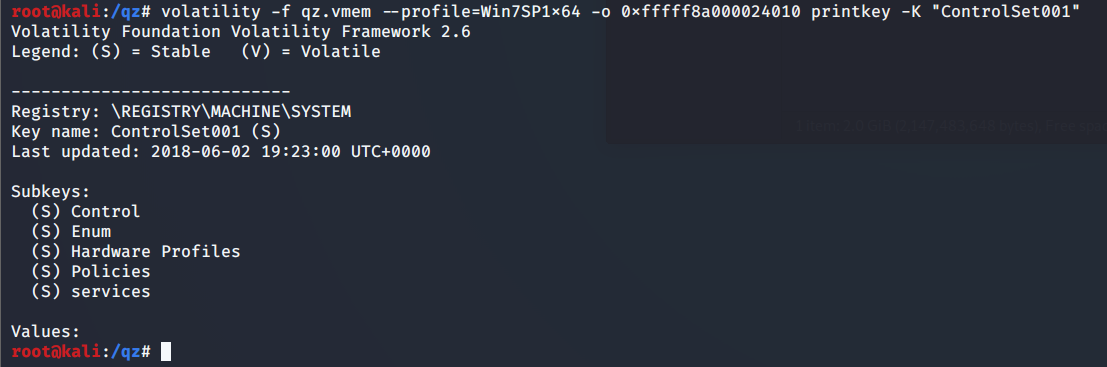 root@kali:/qz# volatility -f qz.vmem --profile=Win7SP1×64 -o 0×fffff8a000024010 printkey -K "ControlSet001"
Volatility Foundation Volatility Framework 2.6
Legend: (S) = Stable   (V) = Volatile

----------------------------
Registry: \REGISTRY\MACHINE\SYSTEM
Key name: ControlSet001 (S)
Last updated: 2018-06-02 19:23:00 UTC+0000

Subkeys:
  (S) Control
  (S) Enum
  (S) Hardware Profiles
  (S) Policies
  (S) services

Values:
root@kali:/qz#